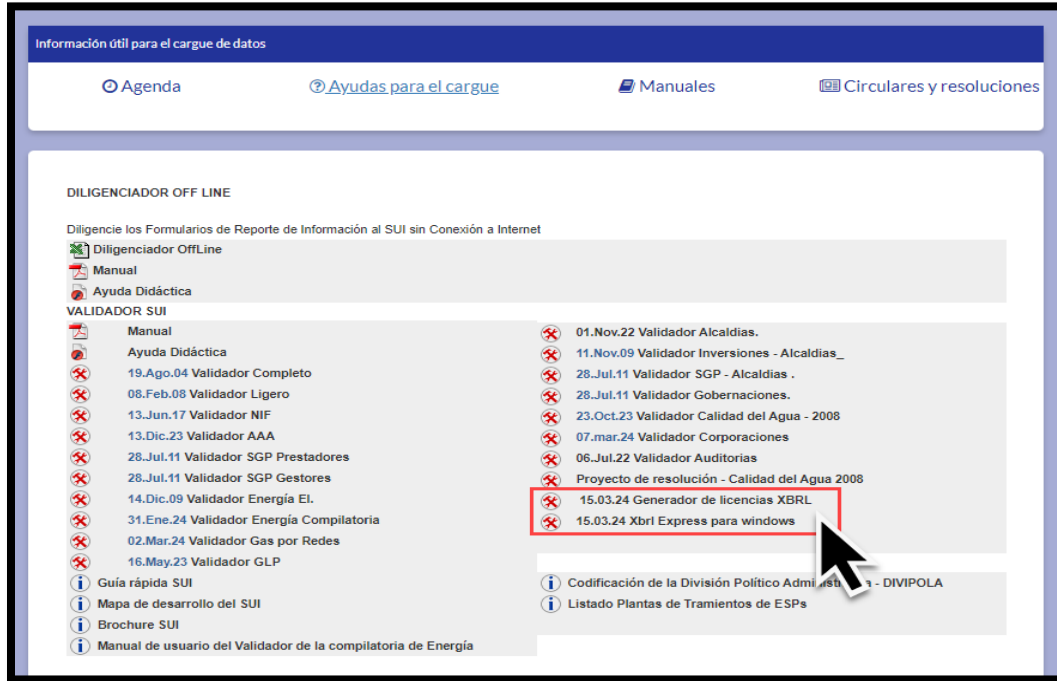 Información útil para el cargue de datos
Agenda
Ayudas para el cargue
Manuales
Circulares y resoluciones
DILIGENCIADOR OFF LINE
Diligencie los Formularios de Reporte de Información al SUI sin Conexión a Internet
Diligenciador OffLine
Manual
Ayuda Didáctica
VALIDADOR SUI
Manual
Ayuda Didáctica
19.Ago.04 Validador Completo
08.Feb.08 Validador Ligero
13.Jun.17 Validador NIF
13.Dic.23 Validador AAA
28.Jul.11 Validador SGP Prestadores
28.Jul.11 Validador SGP Gestores
14.Dic.09 Validador Energía El.
31.Ene.24 Validador Energía Compilatoria
02.Mar.24 Validador Gas por Redes
16.May.23 Validador GLP
01.Nov.22 Validador Alcaldias.
11.Nov.09 Validador Inversiones - Alcaldias_
28.Jul.11 Validador SGP - Alcaldias .
28.Jul.11 Validador Gobernaciones.
23.Oct.23 Validador Calidad del Agua - 2008
07.mar.24 Validador Corporaciones
06.Jul.22 Validador Auditorias
Proyecto de resolución - Calidad del Agua 2008
15.03.24 Generador de licencias XBRL
15.03.24 Xbrl Express para windows
Guía rápida SUI
Mapa de desarrollo del SUI
Brochure SUI
Manual de usuario del Validador de la compilatoria de Energía
Codificación de la División Político - DIVIPOLA
Listado Plantas de Tramientos de ESPs